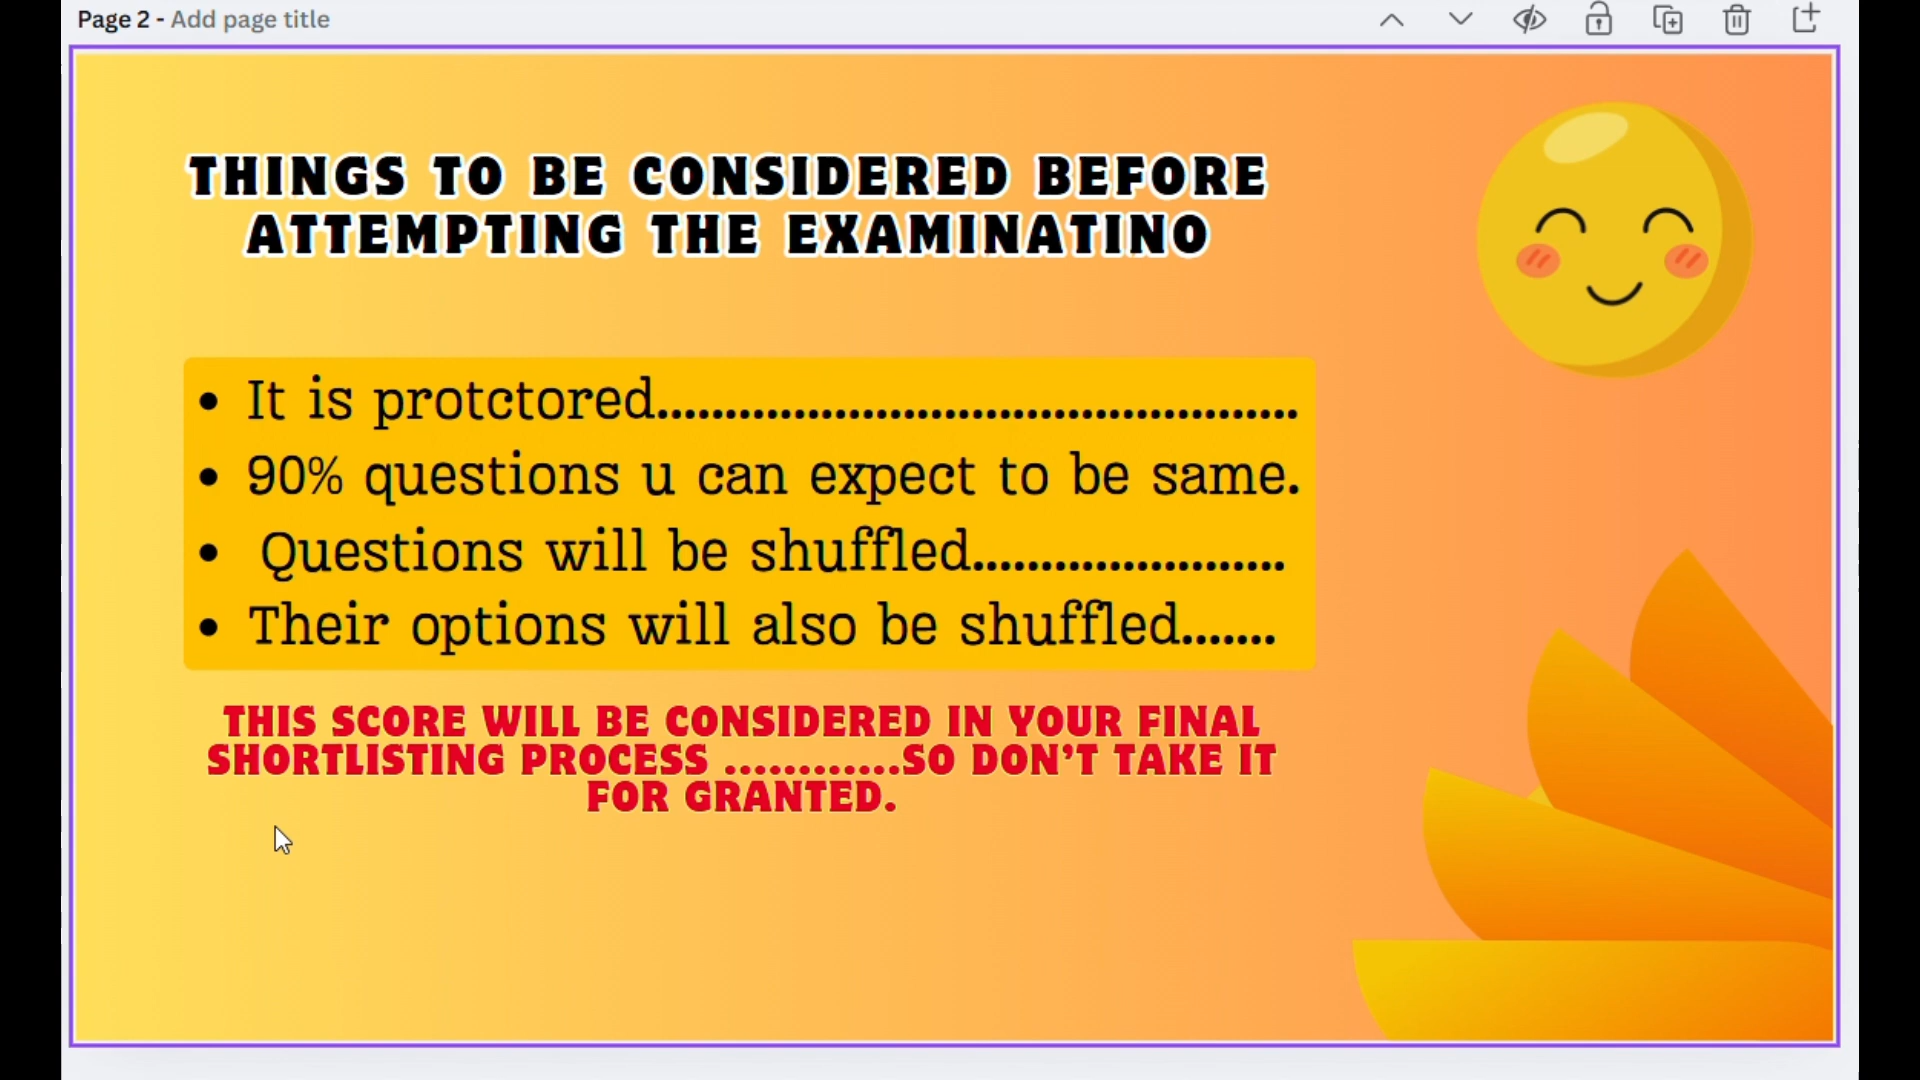 Page 2 - Add page title
THINGS TO BE CONSIDERED BEFORE
ATTEMPTING THE EXAMINATINO
• It is protctored...............................................
• 90% questions u can expect to be same.
• Questions will be shuffled.......................
• Their options will also be shuffled.......
THIS SCORE WILL BE CONSIDERED IN YOUR FINAL
SHORTLISTING PROCESS ............SO DON'T TAKE IT
FOR GRANTED.